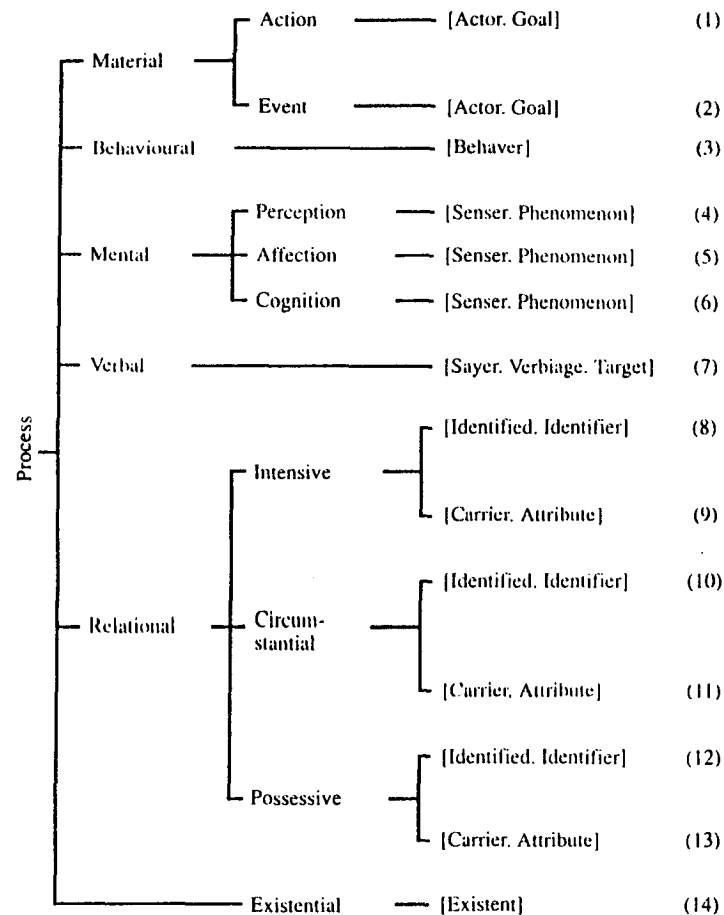 Action [Actor. Goal] (1)
Material
Event [Actor. Goal] (2)
Behavioural [Behaver] (3)
Perception [Senser. Phenomenon] (4)
Mental Affection [Senser. Phenomenon] (5)
Cognition [Senser. Phenomenon] (6)
Verbal [Sayer. Verbiage. Target] (7)
Process
[Identified. Identifier] (8)
Intensive
[Carrier. Attribute] (9)
[Identified. Identifier] (10)
Relational Circum-
stantial
[Carrier, Attribute] (11)
[Identified. Identifier] (12)
Possessive
[Carrier. Attribute] (13)
Existential [Existent] (14)